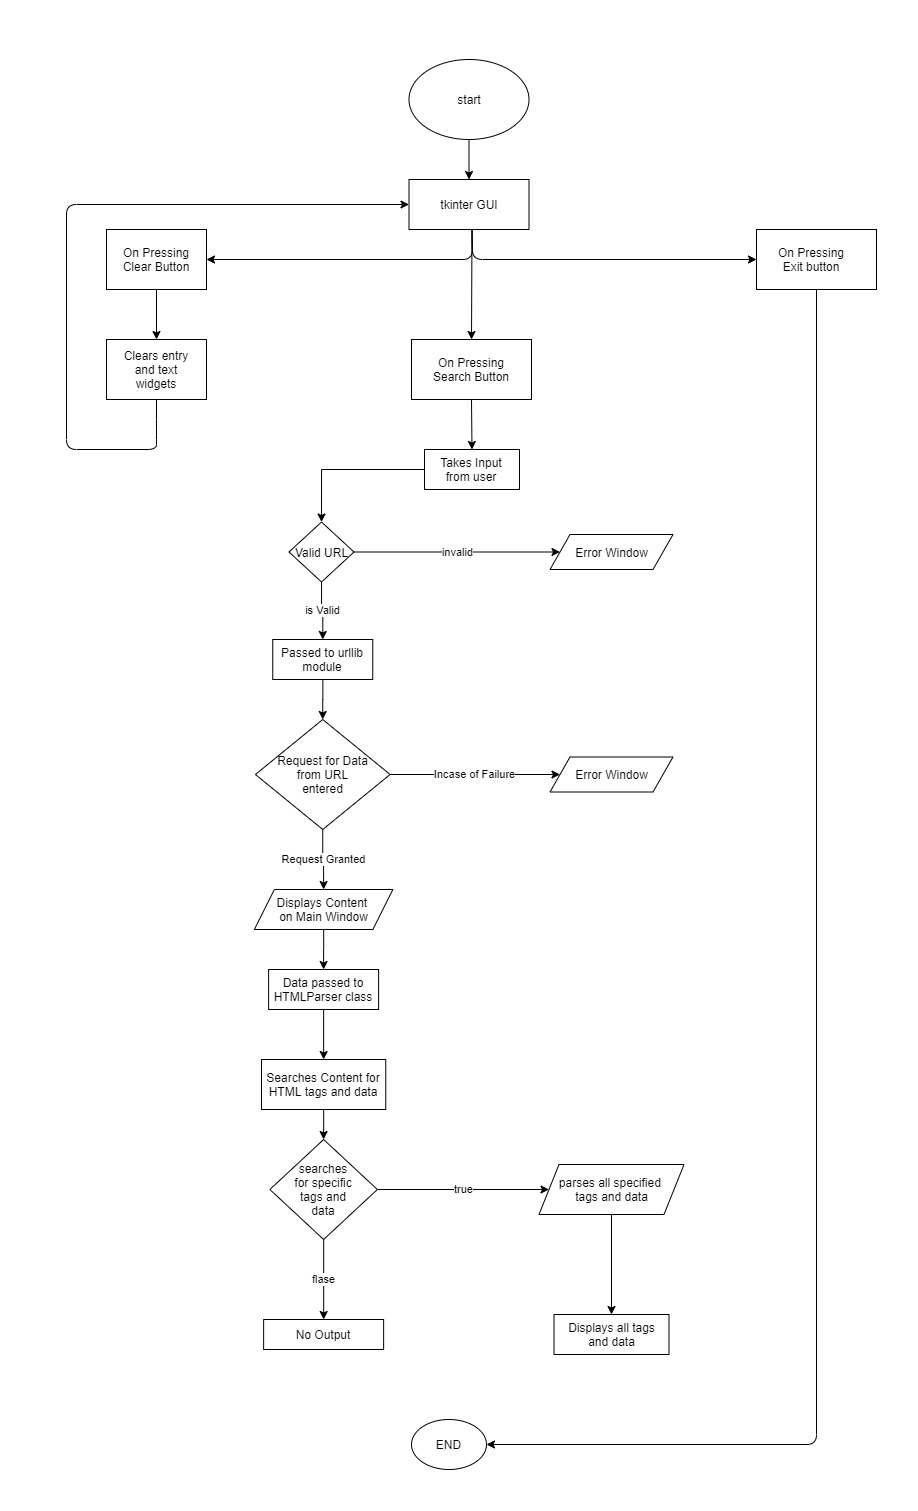 start
tkinter GUI
On Pressing
Clear Button
On Pressing
Exit button
Clears entry
and text
widgets
On Pressing
Search Button
Takes Input
from user
Valid URL
invalid
Error Window
is Valid
Passed to urllib
module
Request for Data
from URL
entered
Incase of Failure
Error Window
Request Granted
Displays Content
on Main Window
Data passed to
HTMLParser class
Searches Content for
HTML tags and data
searches
for specific
tags and
data
true
parses all specified
tags and data
flase
No Output
Displays all tags
and data
END